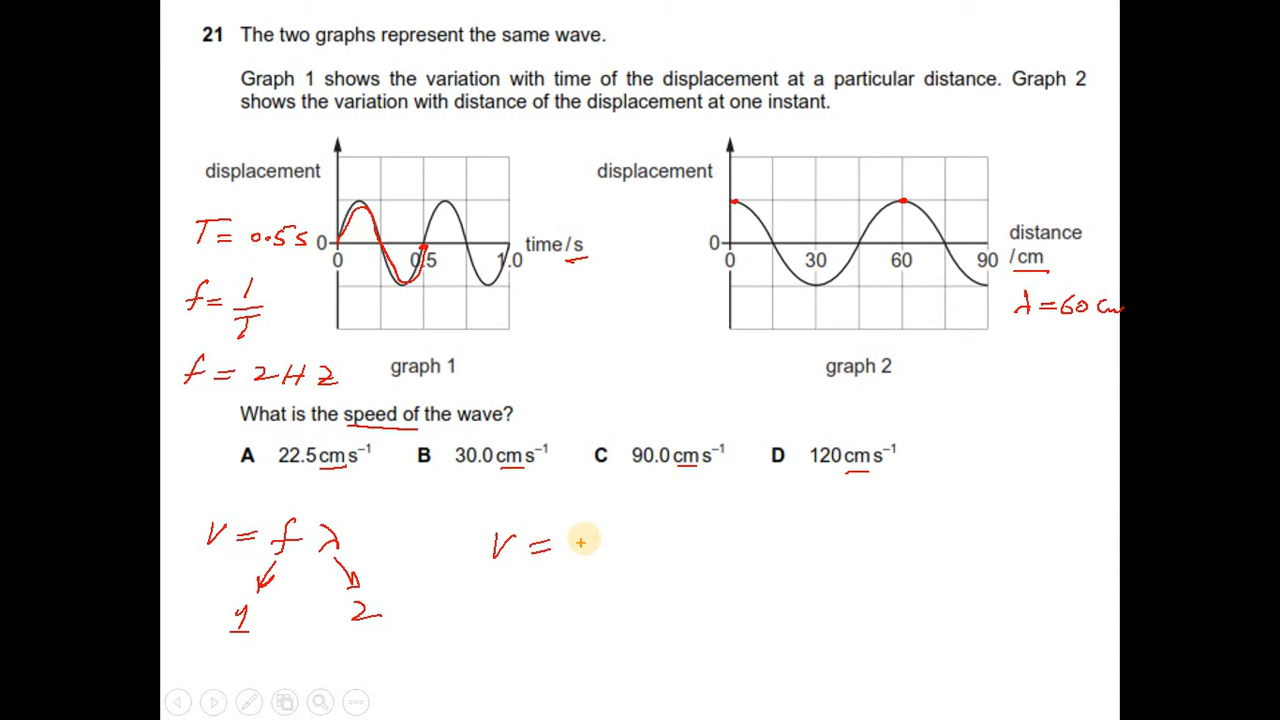 21 The two graphs represent the same wave.
Graph 1 shows the variation with time of the displacement at a particular distance. Graph 2
shows the variation with distance of the displacement at one instant.
displacement
0
0 0.5 1.0
time / s
graph 1
T = 0.5 s
f = 1/T
f = 2 Hz
displacement
0
0 30 60 90
distance
/ cm
λ = 60 cm
graph 2
What is the speed of the wave?
A 22.5 cm s⁻¹ B 30.0 cm s⁻¹ C 90.0 cm s⁻¹ D 120 cm s⁻¹
V = f λ
1 2
V =